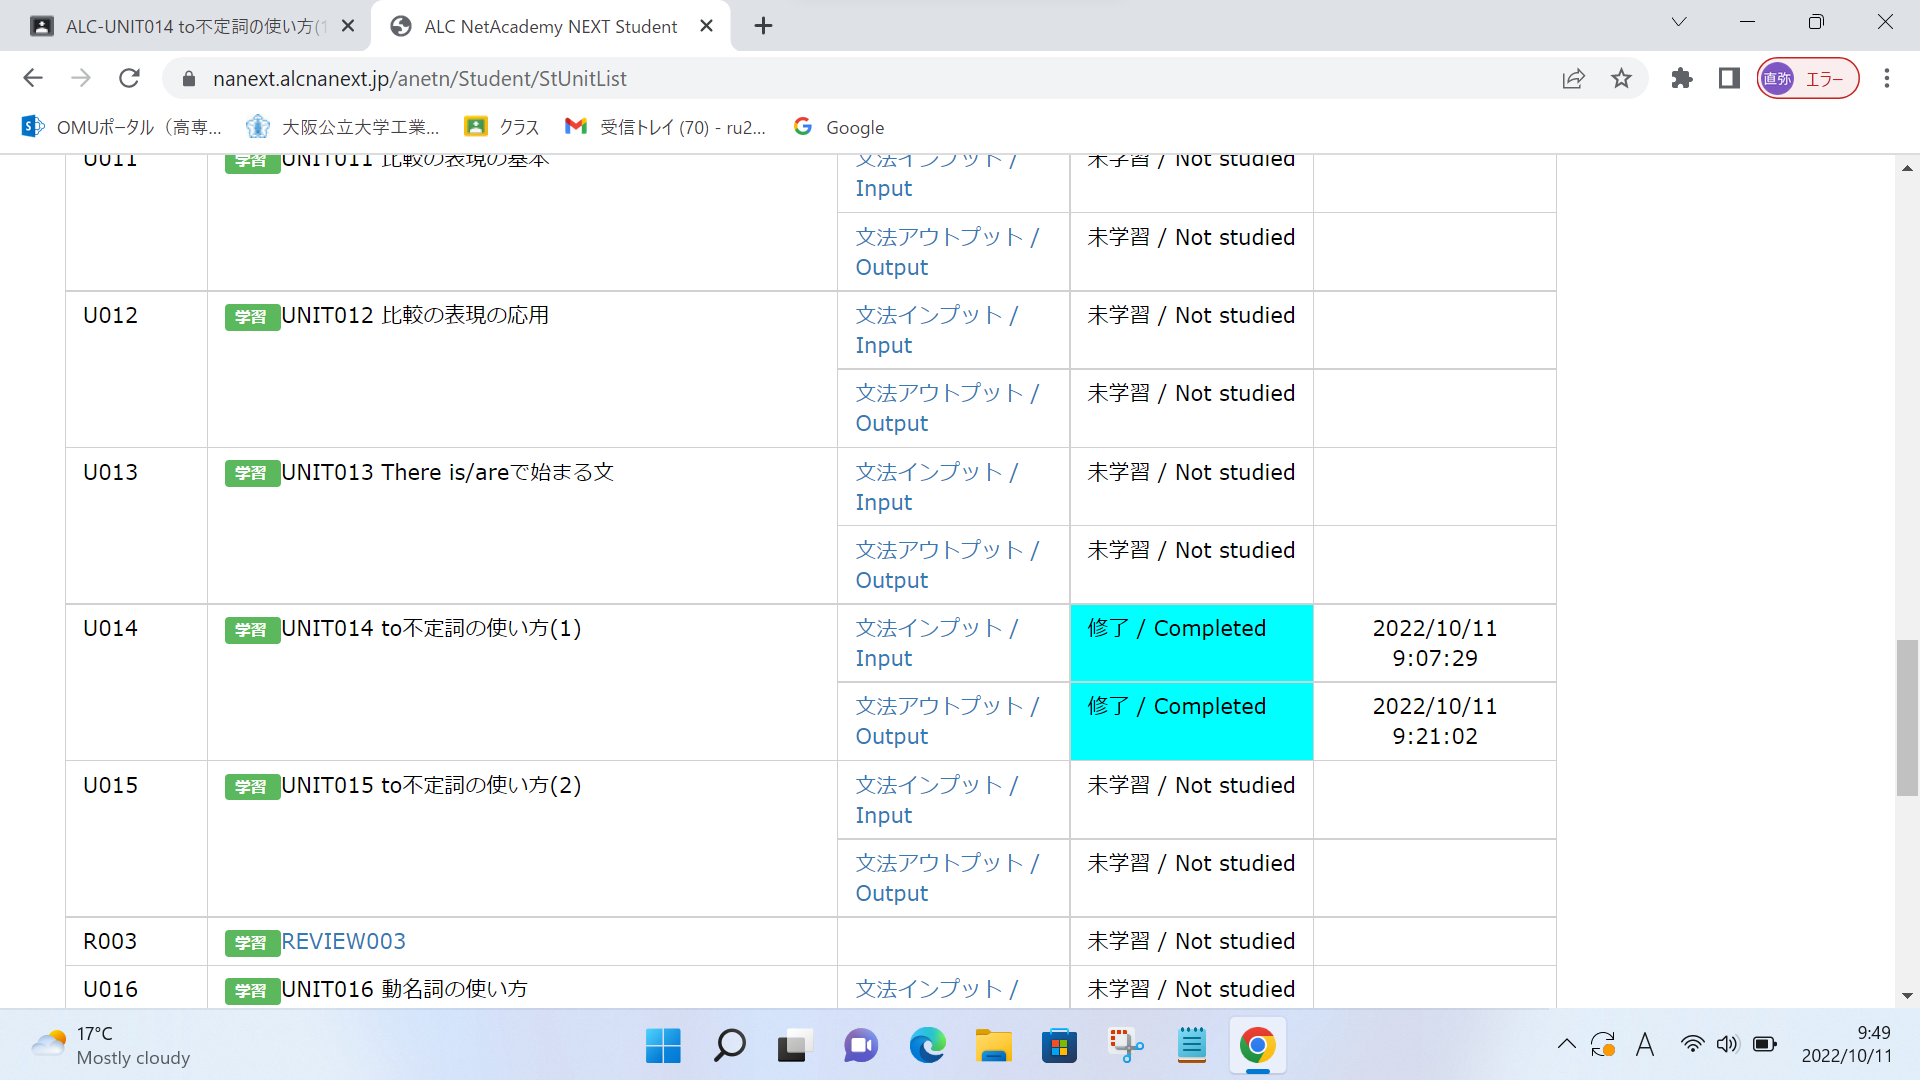 ALC-UNIT014 to不定詞の使い方(1
ALC NetAcademy NEXT Student
nanext.alcnanext.jp/anetn/Student/StUnitList
直弥 エラー
OMUポータル（高専...
大阪公立大学工業...
クラス
受信トレイ (70) - ru2...
Google
U011 学習 UNIT011 比較の表現の基本 文法インプット / 未学習 / Not studied
Input
文法アウトプット / 未学習 / Not studied
Output
U012 学習 UNIT012 比較の表現の応用 文法インプット / 未学習 / Not studied
Input
文法アウトプット / 未学習 / Not studied
Output
U013 学習 UNIT013 There is/areで始まる文 文法インプット / 未学習 / Not studied
Input
文法アウトプット / 未学習 / Not studied
Output
U014 学習 UNIT014 to不定詞の使い方(1) 文法インプット / 修了 / Completed 2022/10/11
Input 9:07:29
文法アウトプット / 修了 / Completed 2022/10/11
Output 9:21:02
U015 学習 UNIT015 to不定詞の使い方(2) 文法インプット / 未学習 / Not studied
Input
文法アウトプット / 未学習 / Not studied
Output
R003 学習 REVIEW003 未学習 / Not studied
U016 学習 UNIT016 動名詞の使い方 文法インプット / 未学習 / Not studied
17°C
Mostly cloudy
A
9:49
2022/10/11